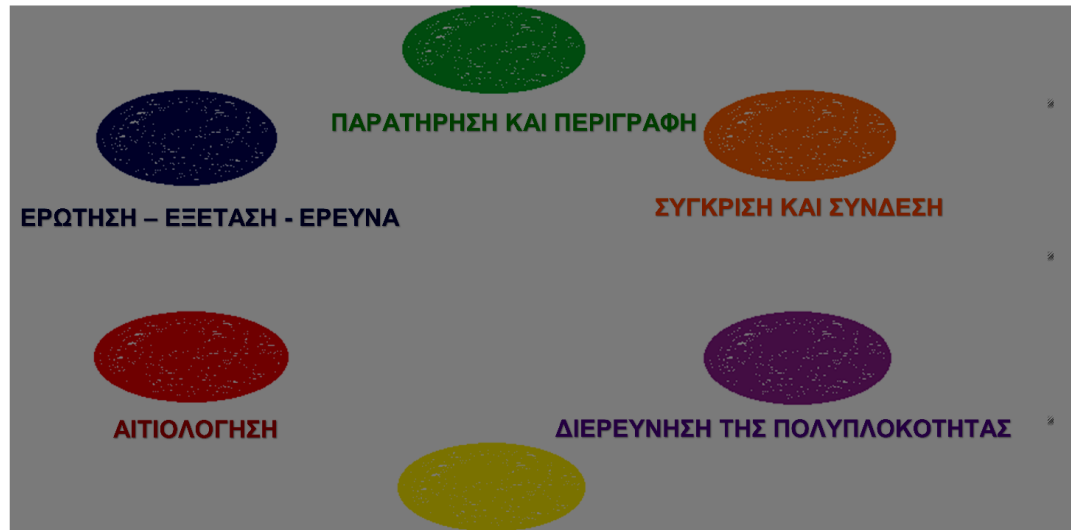 ΠΑΡΑΤΗΡΗΣΗ ΚΑΙ ΠΕΡΙΓΡΑΦΗ
ΕΡΩΤΗΣΗ – ΕΞΕΤΑΣΗ - ΕΡΕΥΝΑ
ΣΥΓΚΡΙΣΗ ΚΑΙ ΣΥΝΔΕΣΗ
ΑΙΤΙΟΛΟΓΗΣΗ
ΔΙΕΡΕΥΝΗΣΗ ΤΗΣ ΠΟΛΥΠΛΟΚΟΤΗΤΑΣ